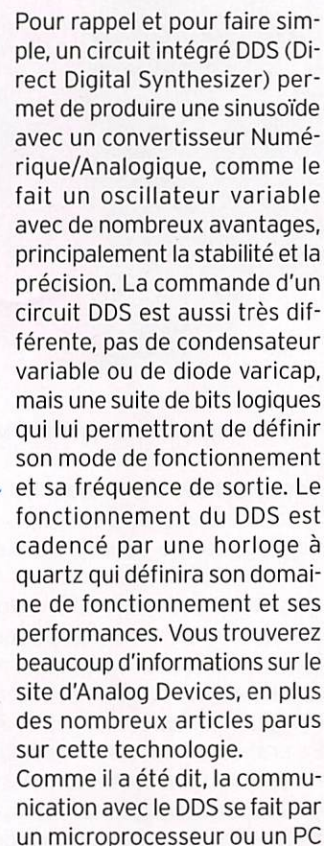 Pour rappel et pour faire sim-
ple, un circuit intégré DDS (Di-
rect Digital Synthesizer) per-
met de produire une sinusoïde
avec un convertisseur Numé-
rique/Analogique, comme le
fait un oscillateur variable
avec de nombreux avantages,
principalement la stabilité et la
précision. La commande d'un
circuit DDS est aussi très dif-
férente, pas de condensateur
variable ou de diode varicap,
mais une suite de bits logiques
qui lui permettront de définir
son mode de fonctionnement
et sa fréquence de sortie. Le
fonctionnement du DDS est
cadencé par une horloge à
quartz qui définira son domai-
ne de fonctionnement et ses
performances. Vous trouverez
beaucoup d'informations sur le
site d'Analog Devices, en plus
des nombreux articles parus
sur cette technologie.
Comme il a été dit, la commu-
nication avec le DDS se fait par
un microprocesseur ou un PC